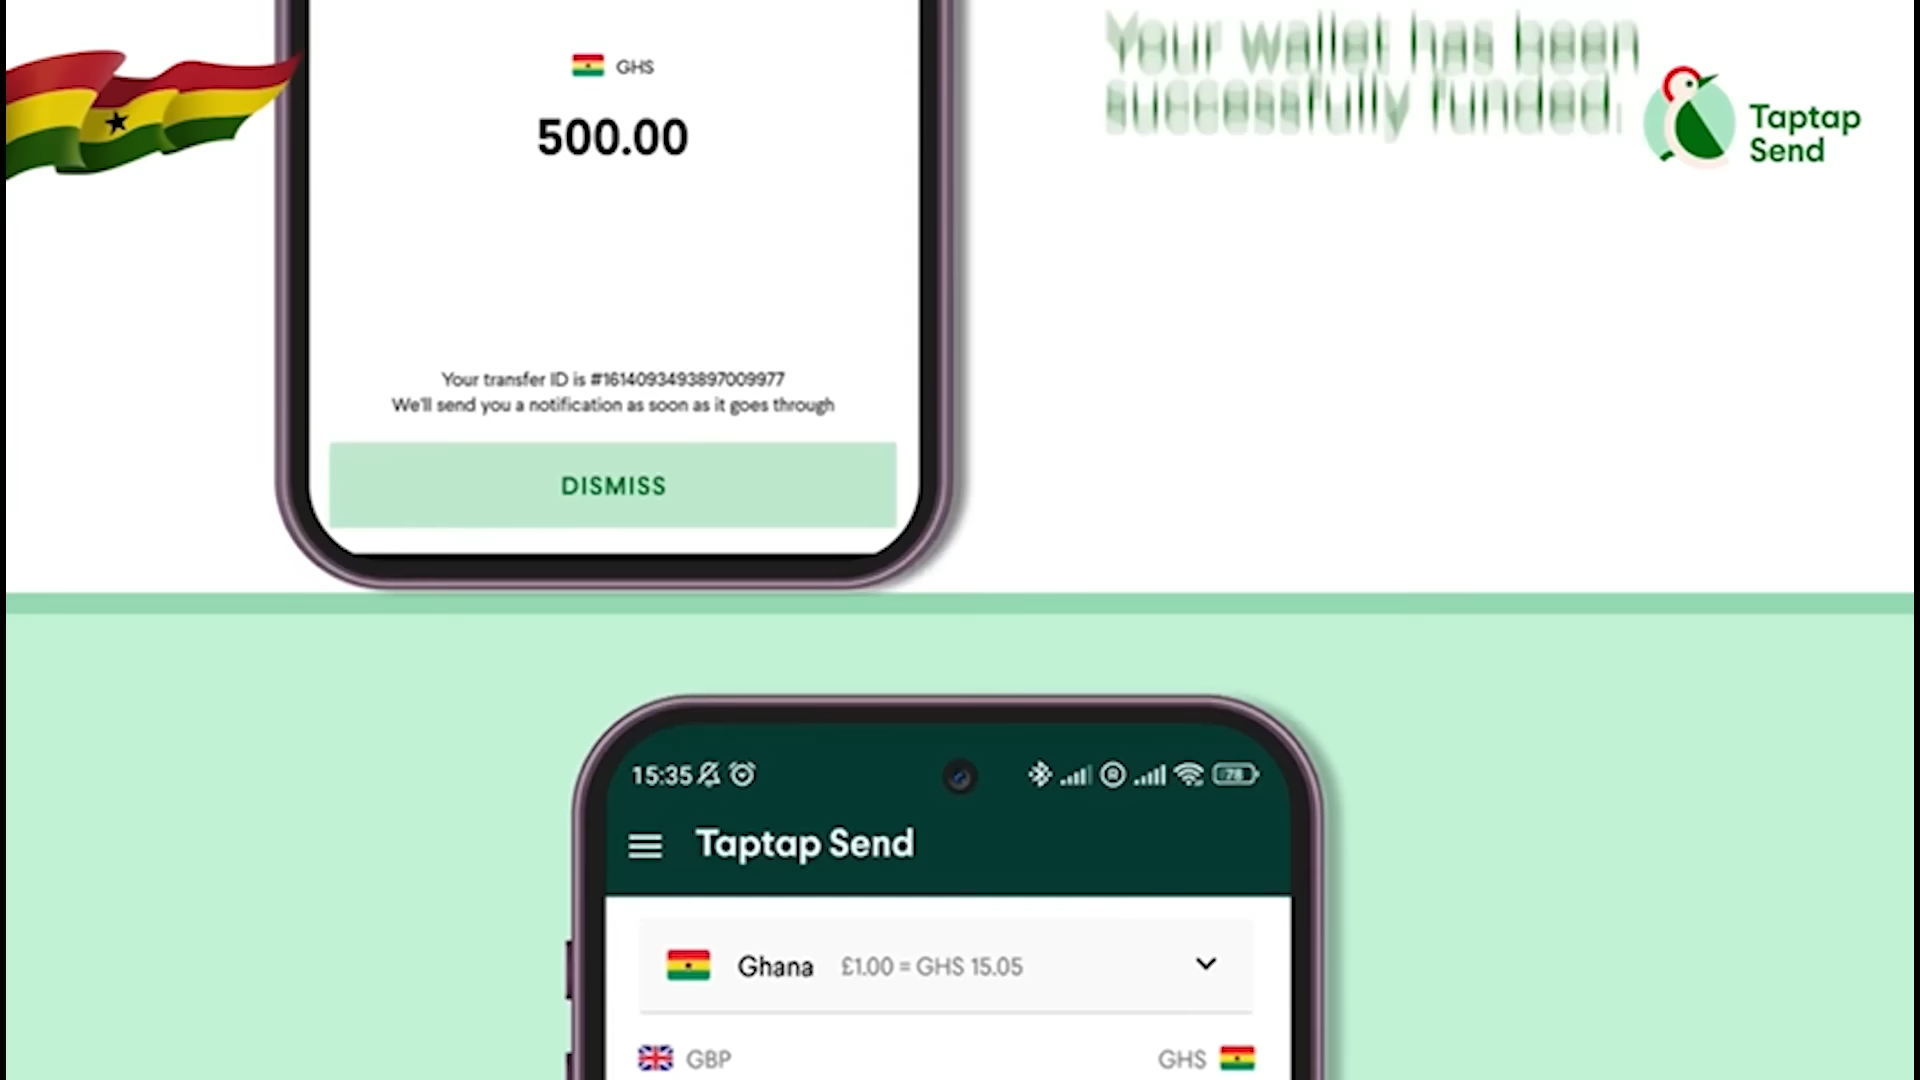 GHS
500.00
Your transfer ID is #1614093493897009977
We'll send you a notification as soon as it goes through
DISMISS
Your wallet has been
successfully funded.
Taptap
Send
15:35
78
Taptap Send
Ghana £1.00 = GHS 15.05
GBP GHS